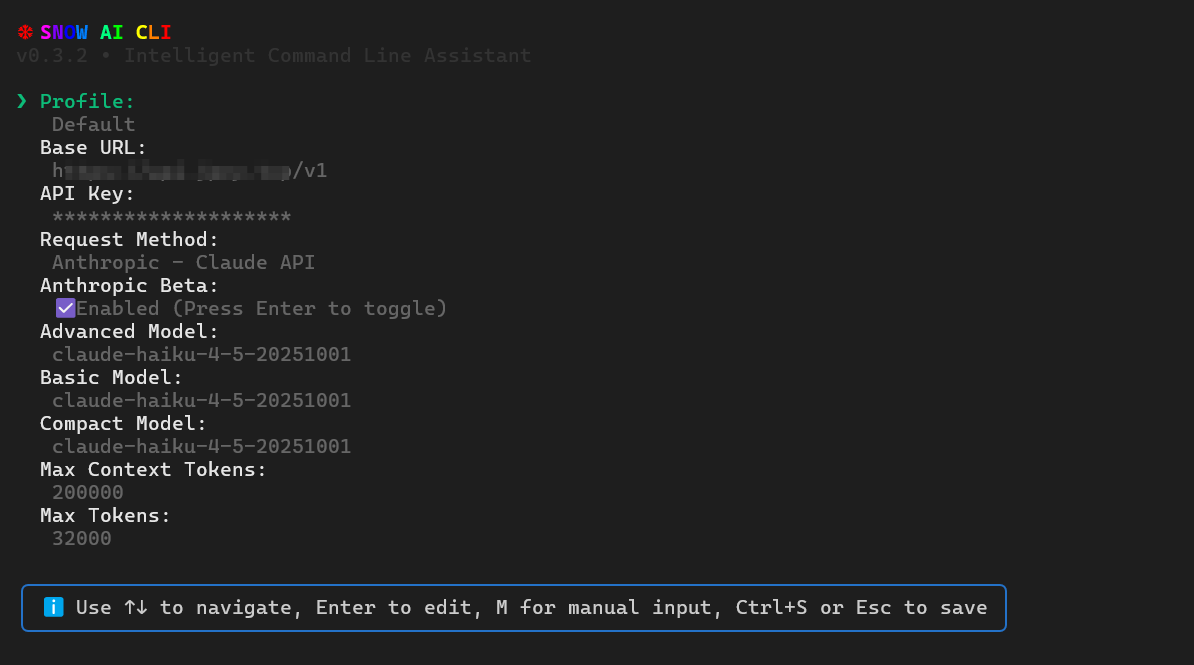 ❆ SNOW AI CLI
v0.3.2 • Intelligent Command Line Assistant
❯ Profile:
Default
Base URL:
/v1
API Key:
********************
Request Method:
Anthropic - Claude API
Anthropic Beta:
✅Enabled (Press Enter to toggle)
Advanced Model:
claude-haiku-4-5-20251001
Basic Model:
claude-haiku-4-5-20251001
Compact Model:
claude-haiku-4-5-20251001
Max Context Tokens:
200000
Max Tokens:
32000
ℹ Use ↑↓ to navigate, Enter to edit, M for manual input, Ctrl+S or Esc to save